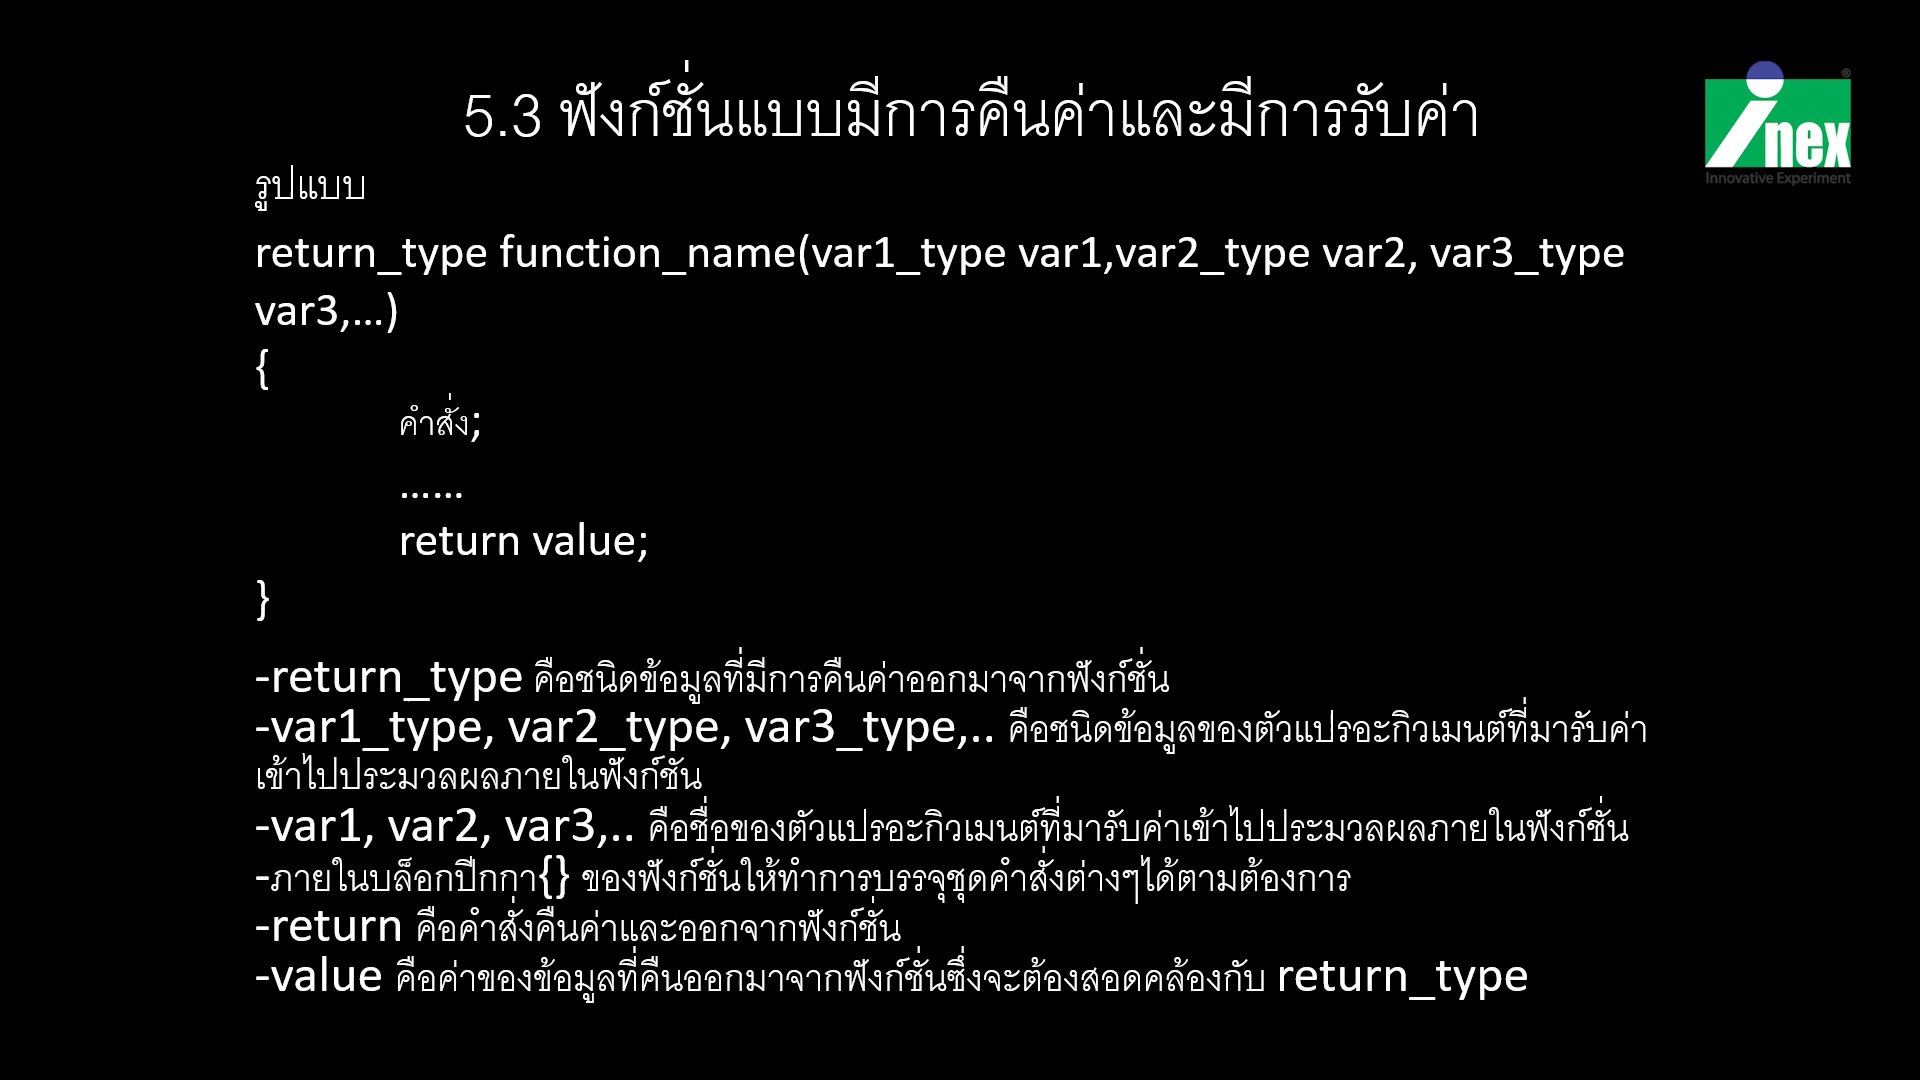 5.3 ฟังก์ชั่นแบบมีการคืนค่าและมีการรับค่า
inex
®
Innovative Experiment
รูปแบบ
return_type function_name(var1_type var1,var2_type var2, var3_type
var3,...)
{
คำสั่ง;
......
return value;
}
-return_type คือชนิดข้อมูลที่มีการคืนค่าออกมาจากฟังก์ชั่น
-var1_type, var2_type, var3_type,.. คือชนิดข้อมูลของตัวแปรอะกิวเมนต์ที่มารับค่า
เข้าไปประมวลผลภายในฟังก์ชัน
-var1, var2, var3,.. คือชื่อของตัวแปรอะกิวเมนต์ที่มารับค่าเข้าไปประมวลผลภายในฟังก์ชั่น
-ภายในบล็อกปีกกา{} ของฟังก์ชั่นให้ทำการบรรจุชุดคำสั่งต่างๆได้ตามต้องการ
-return คือคำสั่งคืนค่าและออกจากฟังก์ชั่น
-value คือค่าของข้อมูลที่คืนออกมาจากฟังก์ชั่นซึ่งจะต้องสอดคล้องกับ return_type